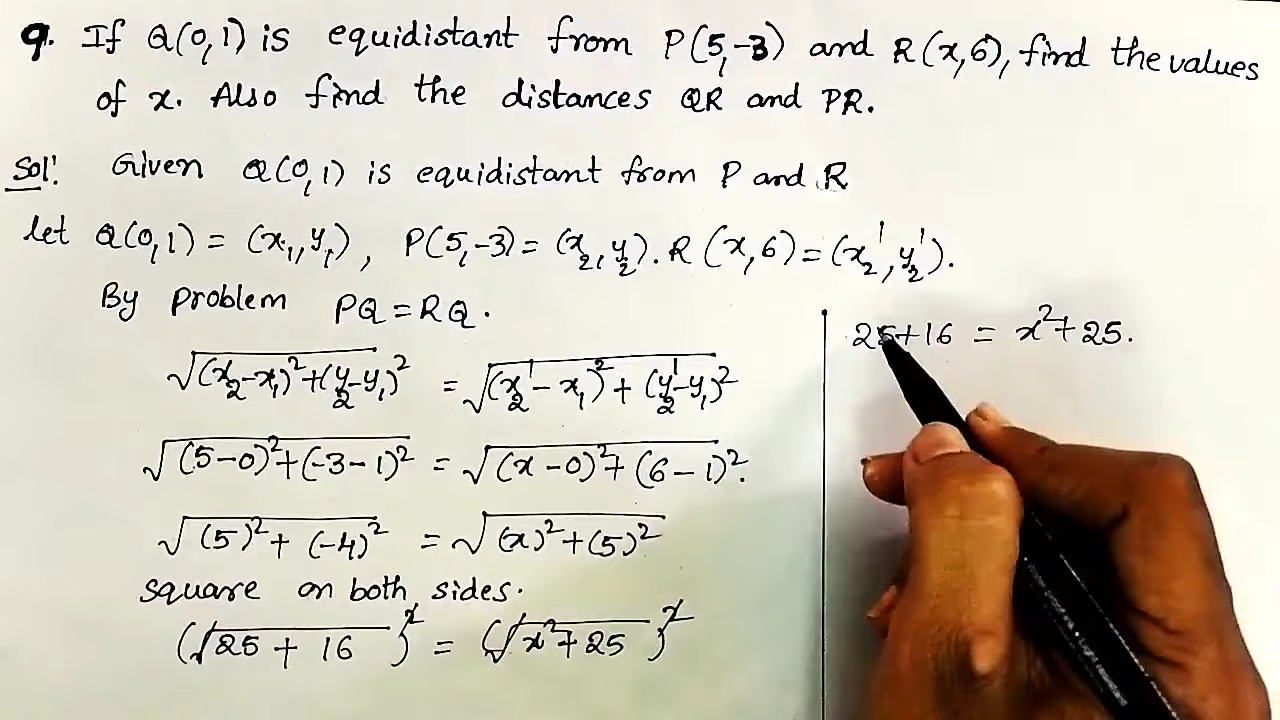 9. If Q(0,1) is equidistant from P(5,-3) and R(x,6), find the values
of x. Also find the distances QR and PR.
Sol: Given Q(0,1) is equidistant from P and R
let Q(0,1) = (x₁,y₁), P(5,-3) = (x₂,y₂). R(x,6) = (x₂',y₂').
By problem PQ = RQ.
√(x₂-x₁)²+(y₂-y₁)² = √(x₂'-x₁)²+(y₂'-y₁)²
√(5-0)²+(-3-1)² = √(x-0)²+(6-1)².
√(5)²+(-4)² = √(x)²+(5)²
square on both sides.
(√25+16)² = (√x²+25)²
25+16 = x²+25.